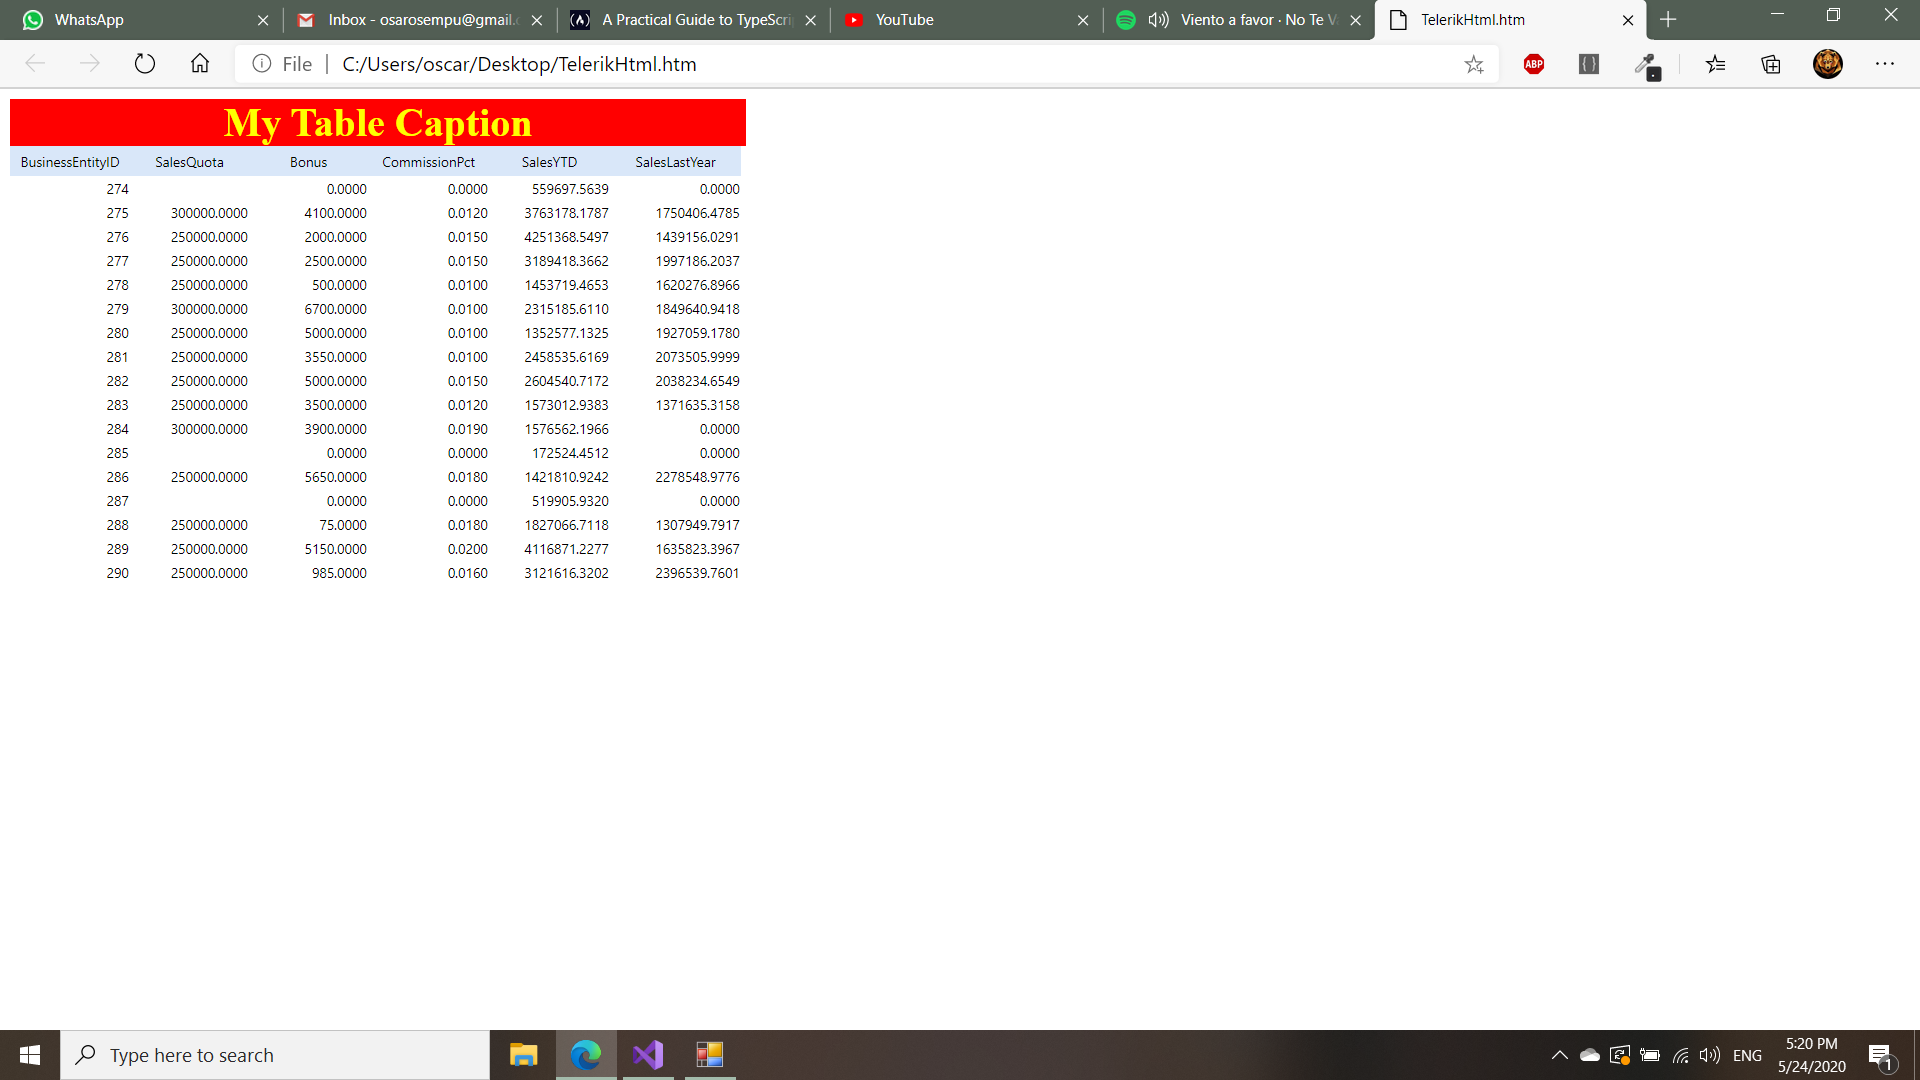 WhatsApp
Inbox - osarosempu@gmail.c
A Practical Guide to TypeScri
YouTube
Viento a favor · No Te V
TelerikHtml.htm
File | C:/Users/oscar/Desktop/TelerikHtml.htm
ABP
My Table Caption
BusinessEntityID SalesQuota Bonus CommissionPct SalesYTD SalesLastYear
274 0.0000 0.0000 559697.5639 0.0000
275 300000.0000 4100.0000 0.0120 3763178.1787 1750406.4785
276 250000.0000 2000.0000 0.0150 4251368.5497 1439156.0291
277 250000.0000 2500.0000 0.0150 3189418.3662 1997186.2037
278 250000.0000 500.0000 0.0100 1453719.4653 1620276.8966
279 300000.0000 6700.0000 0.0100 2315185.6110 1849640.9418
280 250000.0000 5000.0000 0.0100 1352577.1325 1927059.1780
281 250000.0000 3550.0000 0.0100 2458535.6169 2073505.9999
282 250000.0000 5000.0000 0.0150 2604540.7172 2038234.6549
283 250000.0000 3500.0000 0.0120 1573012.9383 1371635.3158
284 300000.0000 3900.0000 0.0190 1576562.1966 0.0000
285 0.0000 0.0000 172524.4512 0.0000
286 250000.0000 5650.0000 0.0180 1421810.9242 2278548.9776
287 0.0000 0.0000 519905.9320 0.0000
288 250000.0000 75.0000 0.0180 1827066.7118 1307949.7917
289 250000.0000 5150.0000 0.0200 4116871.2277 1635823.3967
290 250000.0000 985.0000 0.0160 3121616.3202 2396539.7601
Type here to search
ENG
5:20 PM
5/24/2020
1